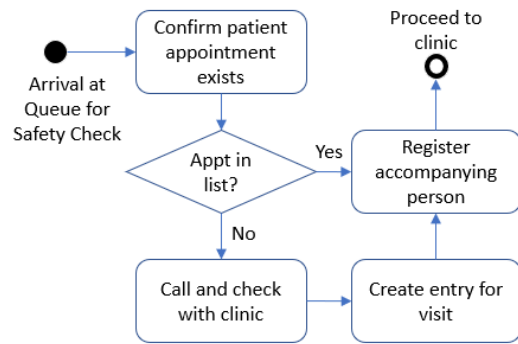 Arrival at
Queue for
Safety Check
Confirm patient
appointment
exists
Appt in
list?
Yes
No
Call and check
with clinic
Create entry for
visit
Register
accompanying
person
Proceed to
clinic